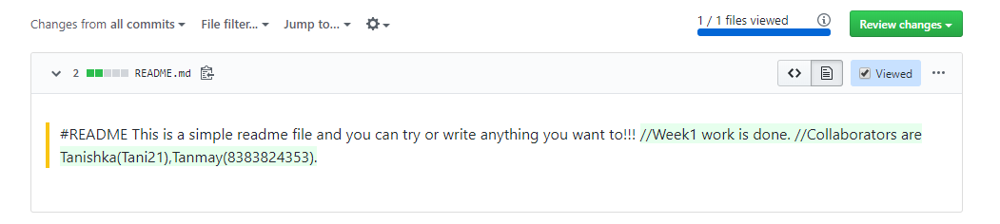 Changes from all commits File filter... Jump to... 1 / 1 files viewed Review changes
2 README.md <> Viewed ...
#README This is a simple readme file and you can try or write anything you want to!!! //Week1 work is done. //Collaborators are
Tanishka(Tani21),Tanmay(8383824353).